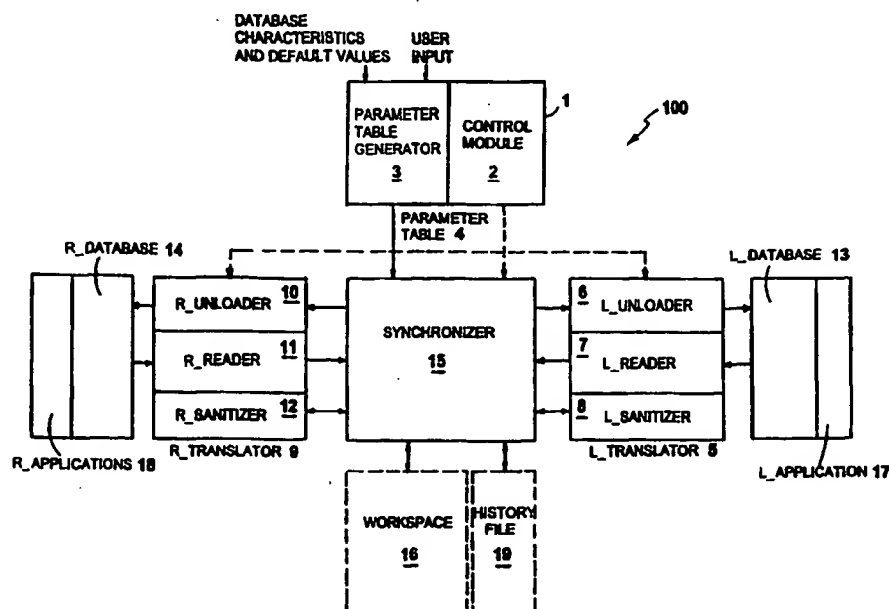 DATABASE
CHARACTERISTICS
AND DEFAULT VALUES
USER
INPUT
PARAMETER
TABLE
GENERATOR
3
CONTROL
MODULE
2
1
100
PARAMETER
TABLE 4
R_DATABASE 14
L_DATABASE 13
R_UNLOADER 10
R_READER 11
R_SANITIZER 12
SYNCHRONIZER
15
6 L_UNLOADER
7 L_READER
8 L_SANITIZER
R_APPLICATIONS 18
R_TRANSLATOR 9
L_TRANSLATOR 5
L_APPLICATION 17
WORKSPACE
16
HISTORY
FILE
19